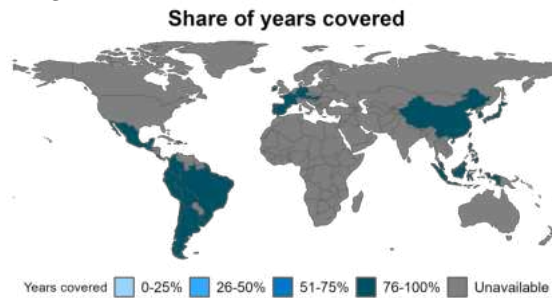 Share of years covered
Years covered 0-25% 26-50% 51-75% 76-100% Unavailable